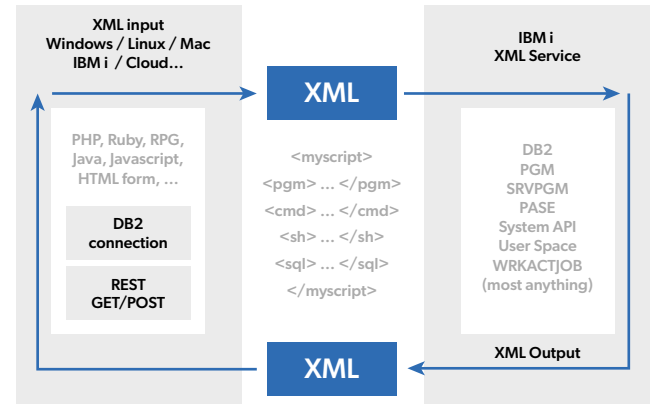 XML input
Windows / Linux / Mac
IBM i / Cloud...
PHP, Ruby, RPG,
Java, Javascript,
HTML form, ...
DB2
connection
REST
GET/POST
XML
<myscript>
<pgm> ... </pgm>
<cmd> ... </cmd>
<sh> ... </sh>
<sql> ... </sql>
</myscript>
XML
IBM i
XML Service
DB2
PGM
SRVPGM
PASE
System API
User Space
WRKACTJOB
(most anything)
XML Output